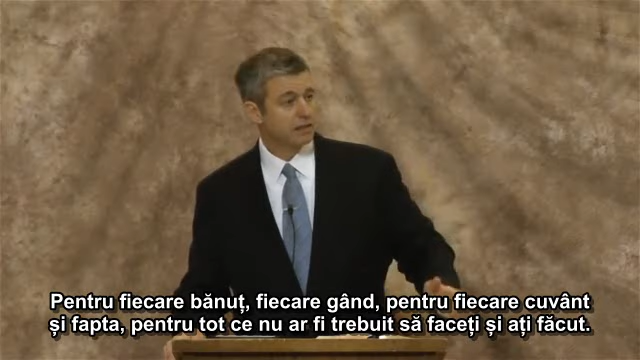 Pentru fiecare bănuț, fiecare gând, pentru fiecare cuvânt
și fapta, pentru tot ce nu ar fi trebuit să faceți și ați făcut.